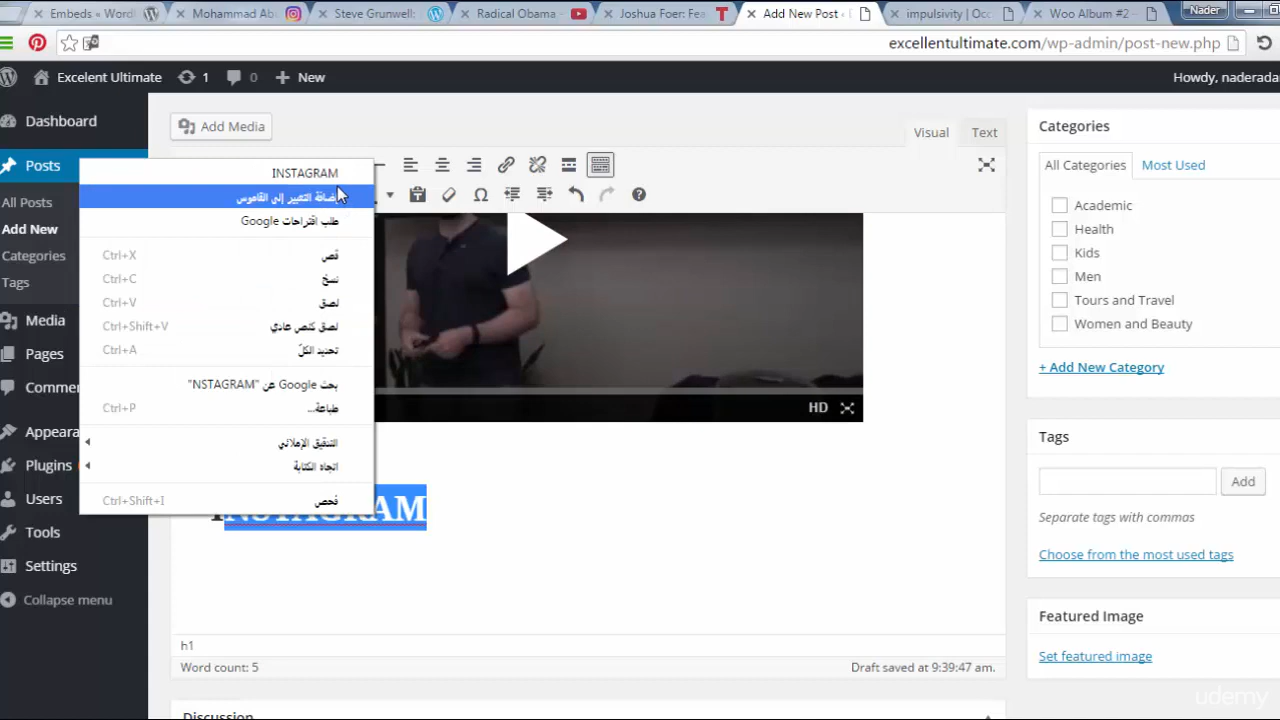 Embeds « Word
Mohammad Ab
Steve Grunwell:
Radical Obama -
Joshua Foer: Fea
Add New Post ‹
impulsivity | Occ
Woo Album #2 –
Nader
excellentultimate.com/wp-admin/post-new.php
Excelent Ultimate
1
0
New
Howdy, naderada
Dashboard
Posts
All Posts
Add New
Categories
Tags
Media
Pages
Commer
Appeara
Plugins
Users
Tools
Settings
Collapse menu
INSTAGRAM
إضافة التغيير إلى القاموس
طلب اقتراحات Google
قص Ctrl+X
نسخ Ctrl+C
لصق Ctrl+V
لصق كنص عادي Ctrl+Shift+V
تحديد الكلّ Ctrl+A
بحث Google عن "NSTAGRAM"
طباعة... Ctrl+P
التدقيق الإملائي
اتجاه الكتابة
فحص Ctrl+Shift+I
Add Media
Visual
Text
HD
INSTAGRAM
h1
Word count: 5
Draft saved at 9:39:47 am.
Discussion
Categories
All Categories
Most Used
Academic
Health
Kids
Men
Tours and Travel
Women and Beauty
+ Add New Category
Tags
Add
Separate tags with commas
Choose from the most used tags
Featured Image
Set featured image
udemy